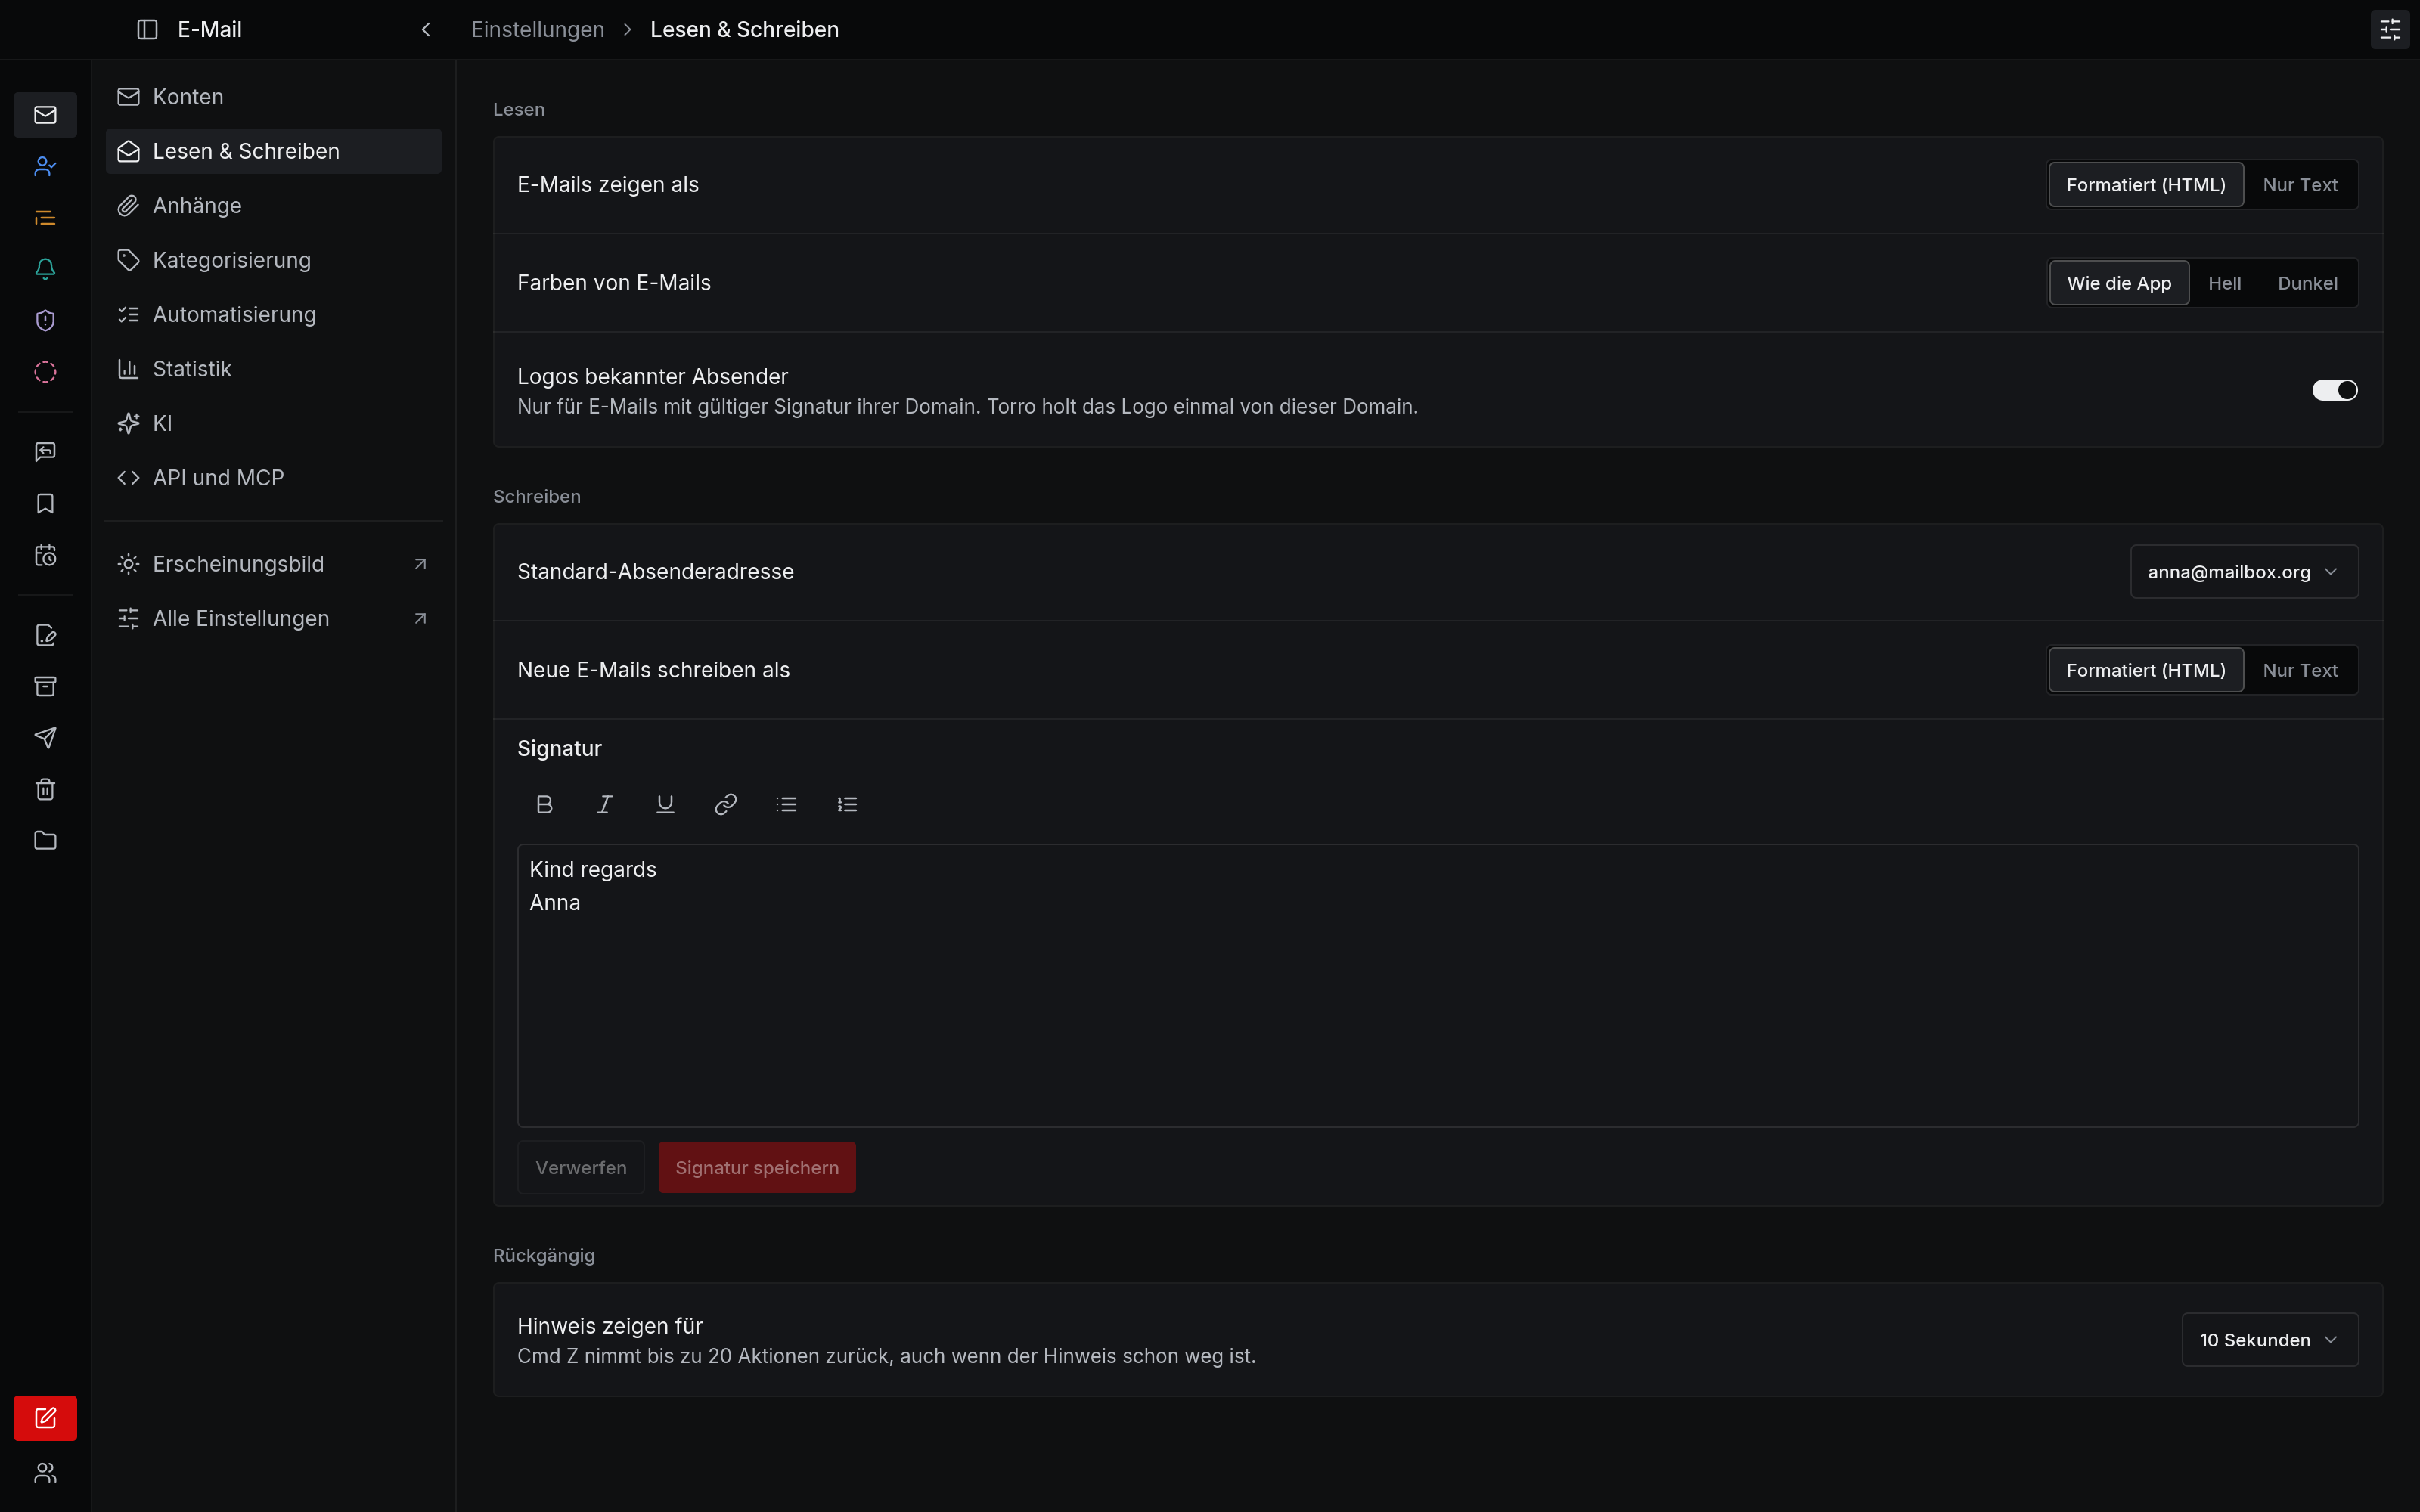 E-Mail
Einstellungen > Lesen & Schreiben
Konten
Lesen & Schreiben
Anhänge
Kategorisierung
Automatisierung
Statistik
KI
API und MCP
Erscheinungsbild
Alle Einstellungen
Lesen
E-Mails zeigen als
Formatiert (HTML) Nur Text
Farben von E-Mails
Wie die App Hell Dunkel
Logos bekannter Absender
Nur für E-Mails mit gültiger Signatur ihrer Domain. Torro holt das Logo einmal von dieser Domain.
Schreiben
Standard-Absenderadresse
anna@mailbox.org
Neue E-Mails schreiben als
Formatiert (HTML) Nur Text
Signatur
Kind regards
Anna
Verwerfen Signatur speichern
Rückgängig
Hinweis zeigen für
Cmd Z nimmt bis zu 20 Aktionen zurück, auch wenn der Hinweis schon weg ist.
10 Sekunden